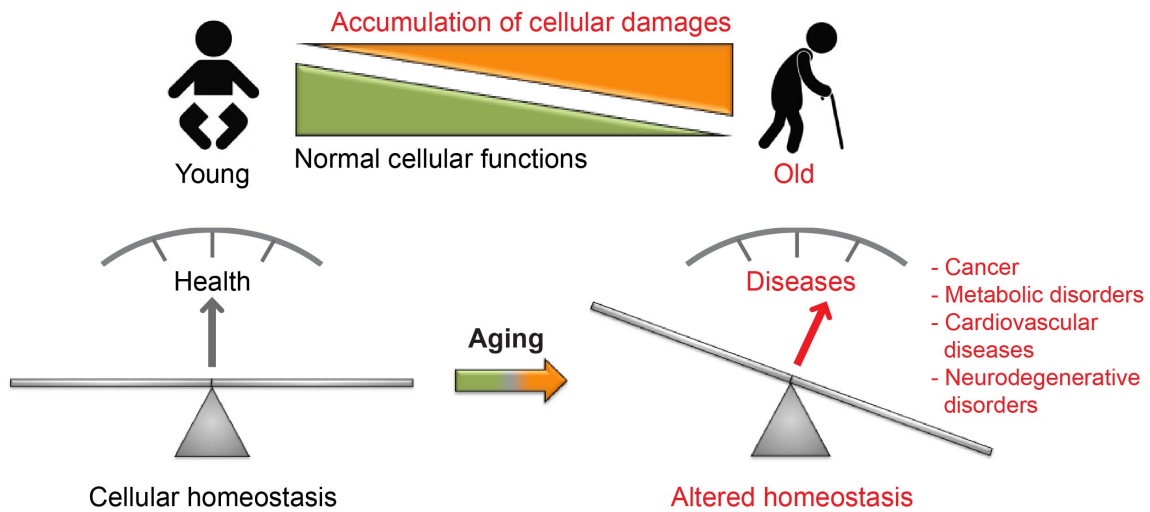 Accumulation of cellular damages
Young
Normal cellular functions
Old
Health
Diseases
- Cancer
- Metabolic disorders
- Cardiovascular
diseases
- Neurodegenerative
disorders
Aging
Cellular homeostasis
Altered homeostasis